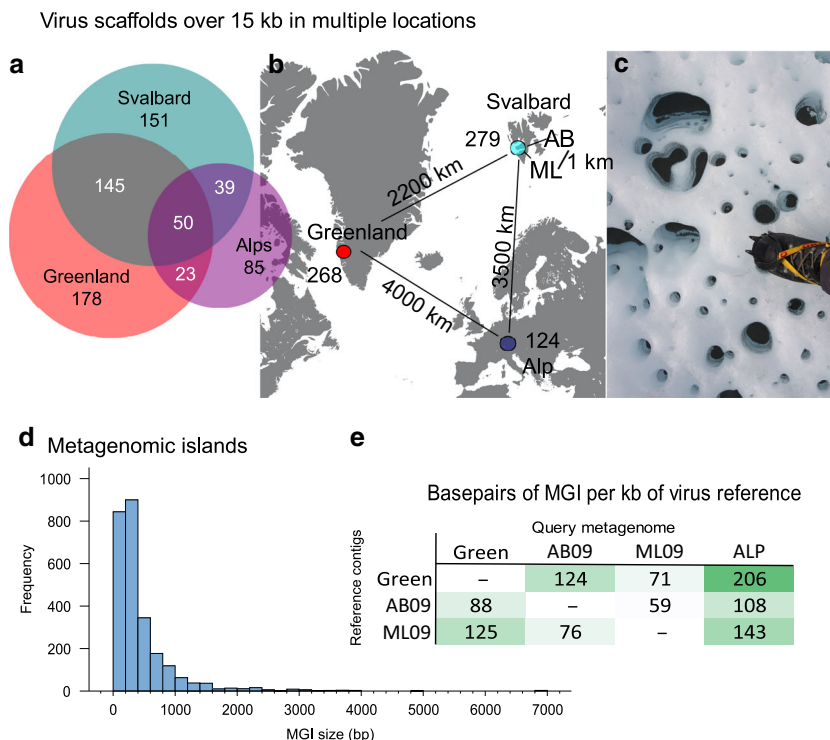 Virus scaffolds over 15 kb in multiple locations
a
Svalbard
151
145
39
50
Alps
85
23
Greenland
178
b
Svalbard
279
AB
ML
1 km
2200 km
Greenland
268
3500 km
4000 km
124
Alp
c
d
Metagenomic islands
1000
800
600
400
200
0
Frequency
0 1000 2000 3000 4000 5000 6000 7000
MGI size (bp)
e
Basepairs of MGI per kb of virus reference
Query metagenome
Green AB09 ML09 ALP
Reference contigs
Green – 124 71 206
AB09 88 – 59 108
ML09 125 76 – 143